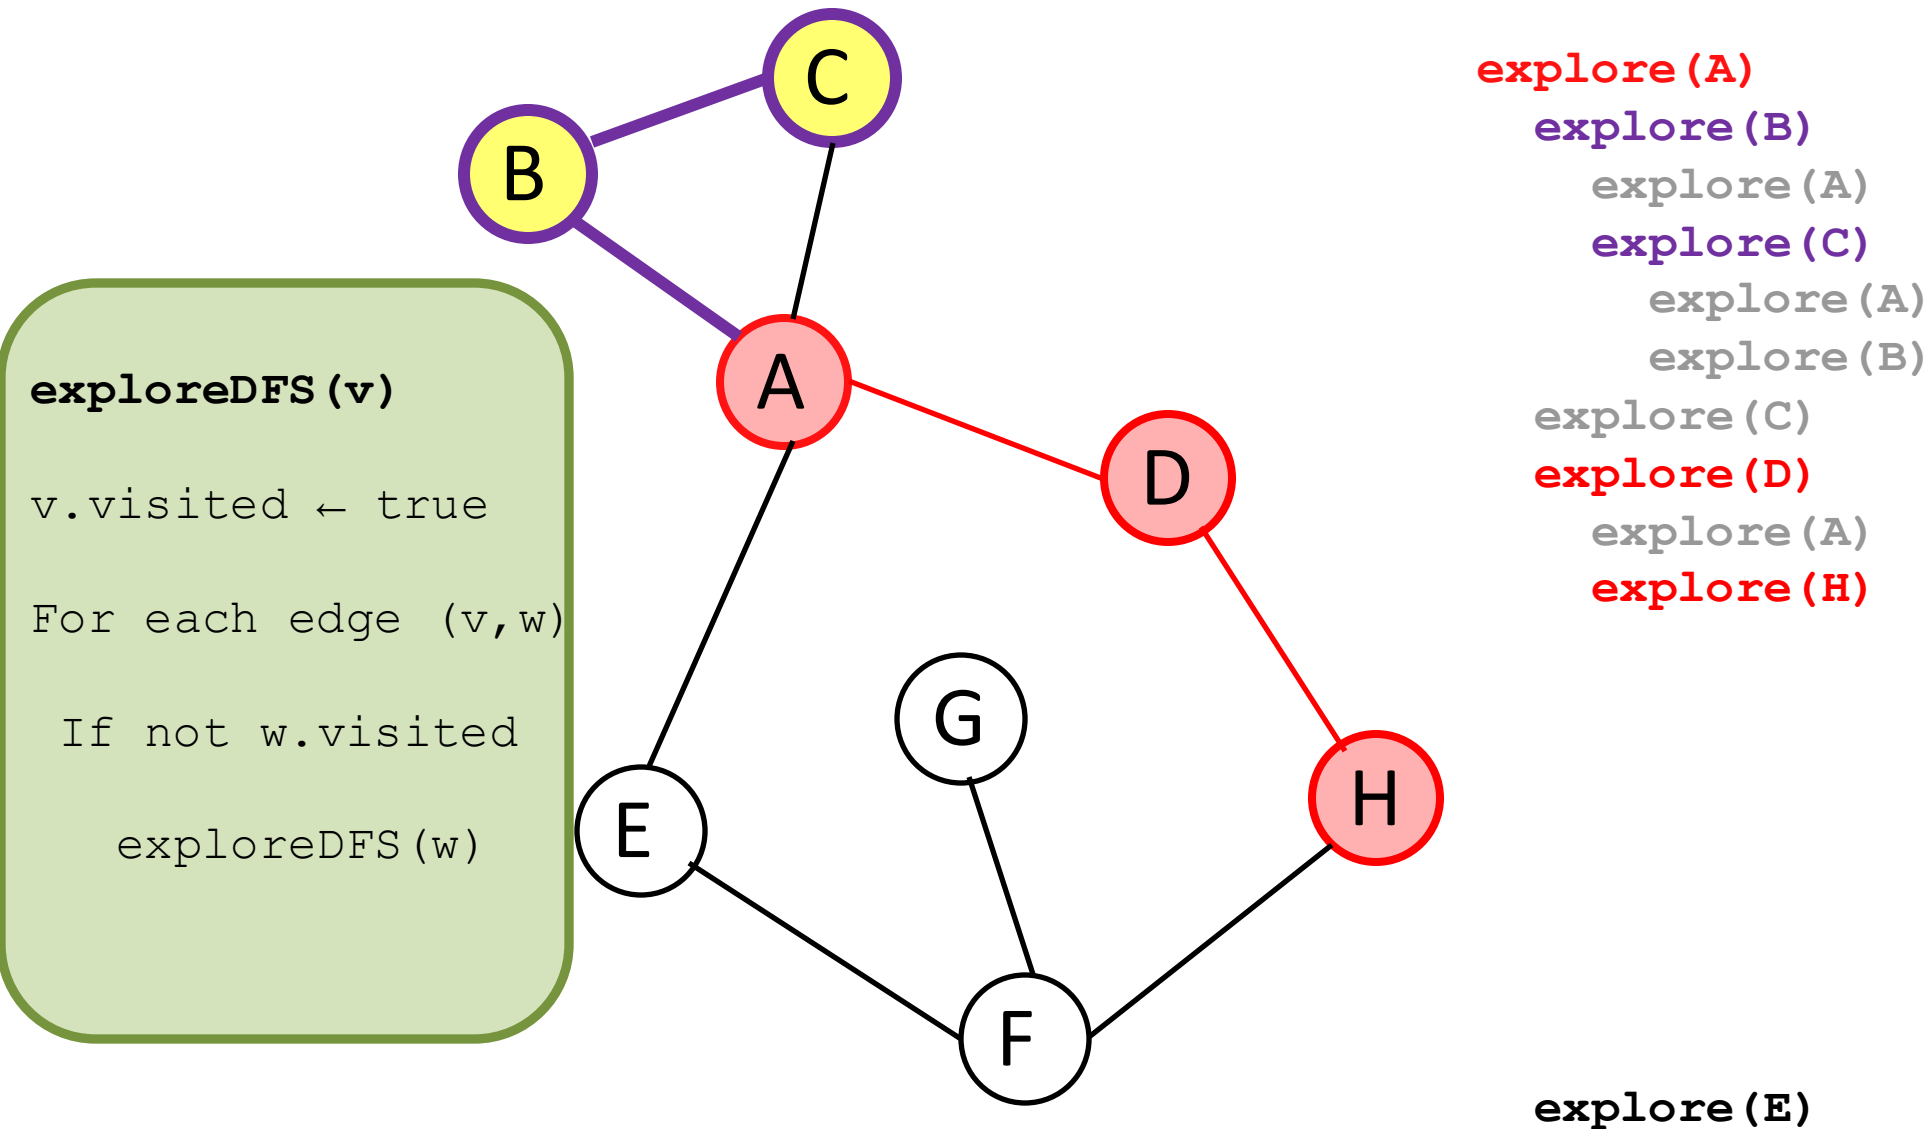 C
B
A
D
G
E
H
F
exploreDFS(v)
v.visited ← true
For each edge (v,w)
If not w.visited
exploreDFS(w)
explore(A)
explore(B)
explore(A)
explore(C)
explore(A)
explore(B)
explore(C)
explore(D)
explore(A)
explore(H)
explore(E)